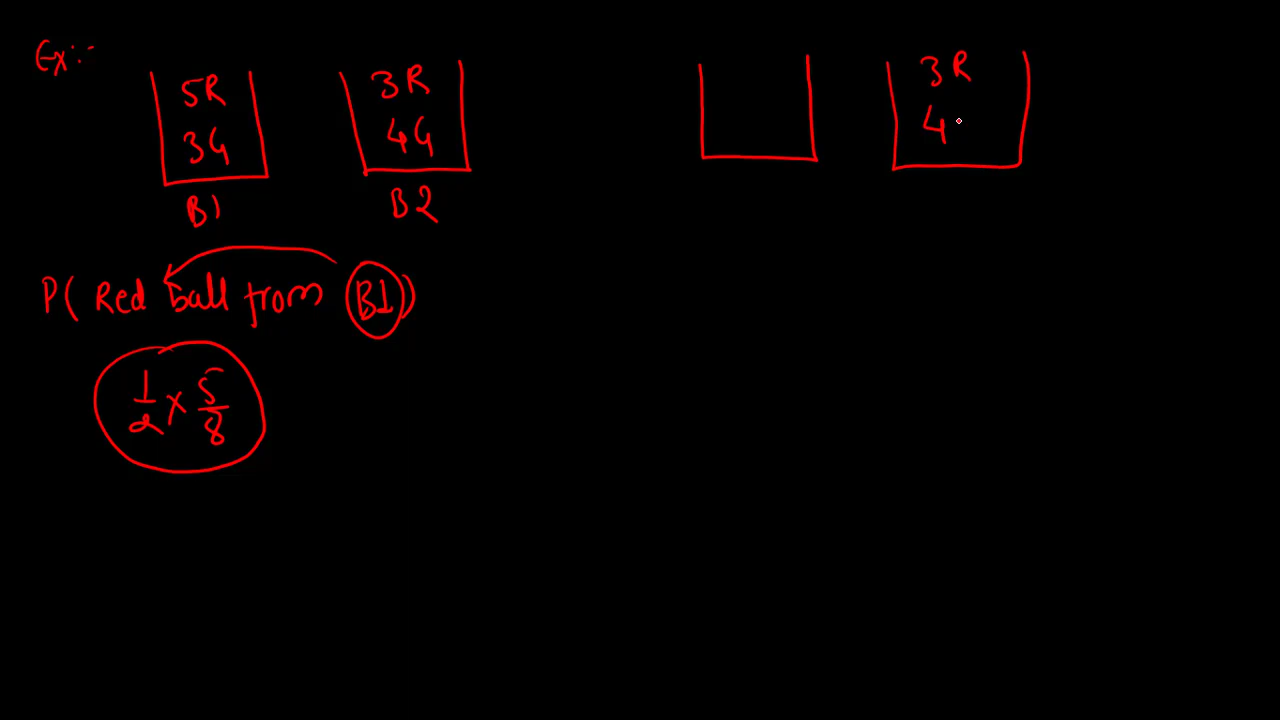 Ex:-
5R 3R 3R
3G 4G 4
B1 B2
P( Red ball from B1 )
1/2 x 5/8